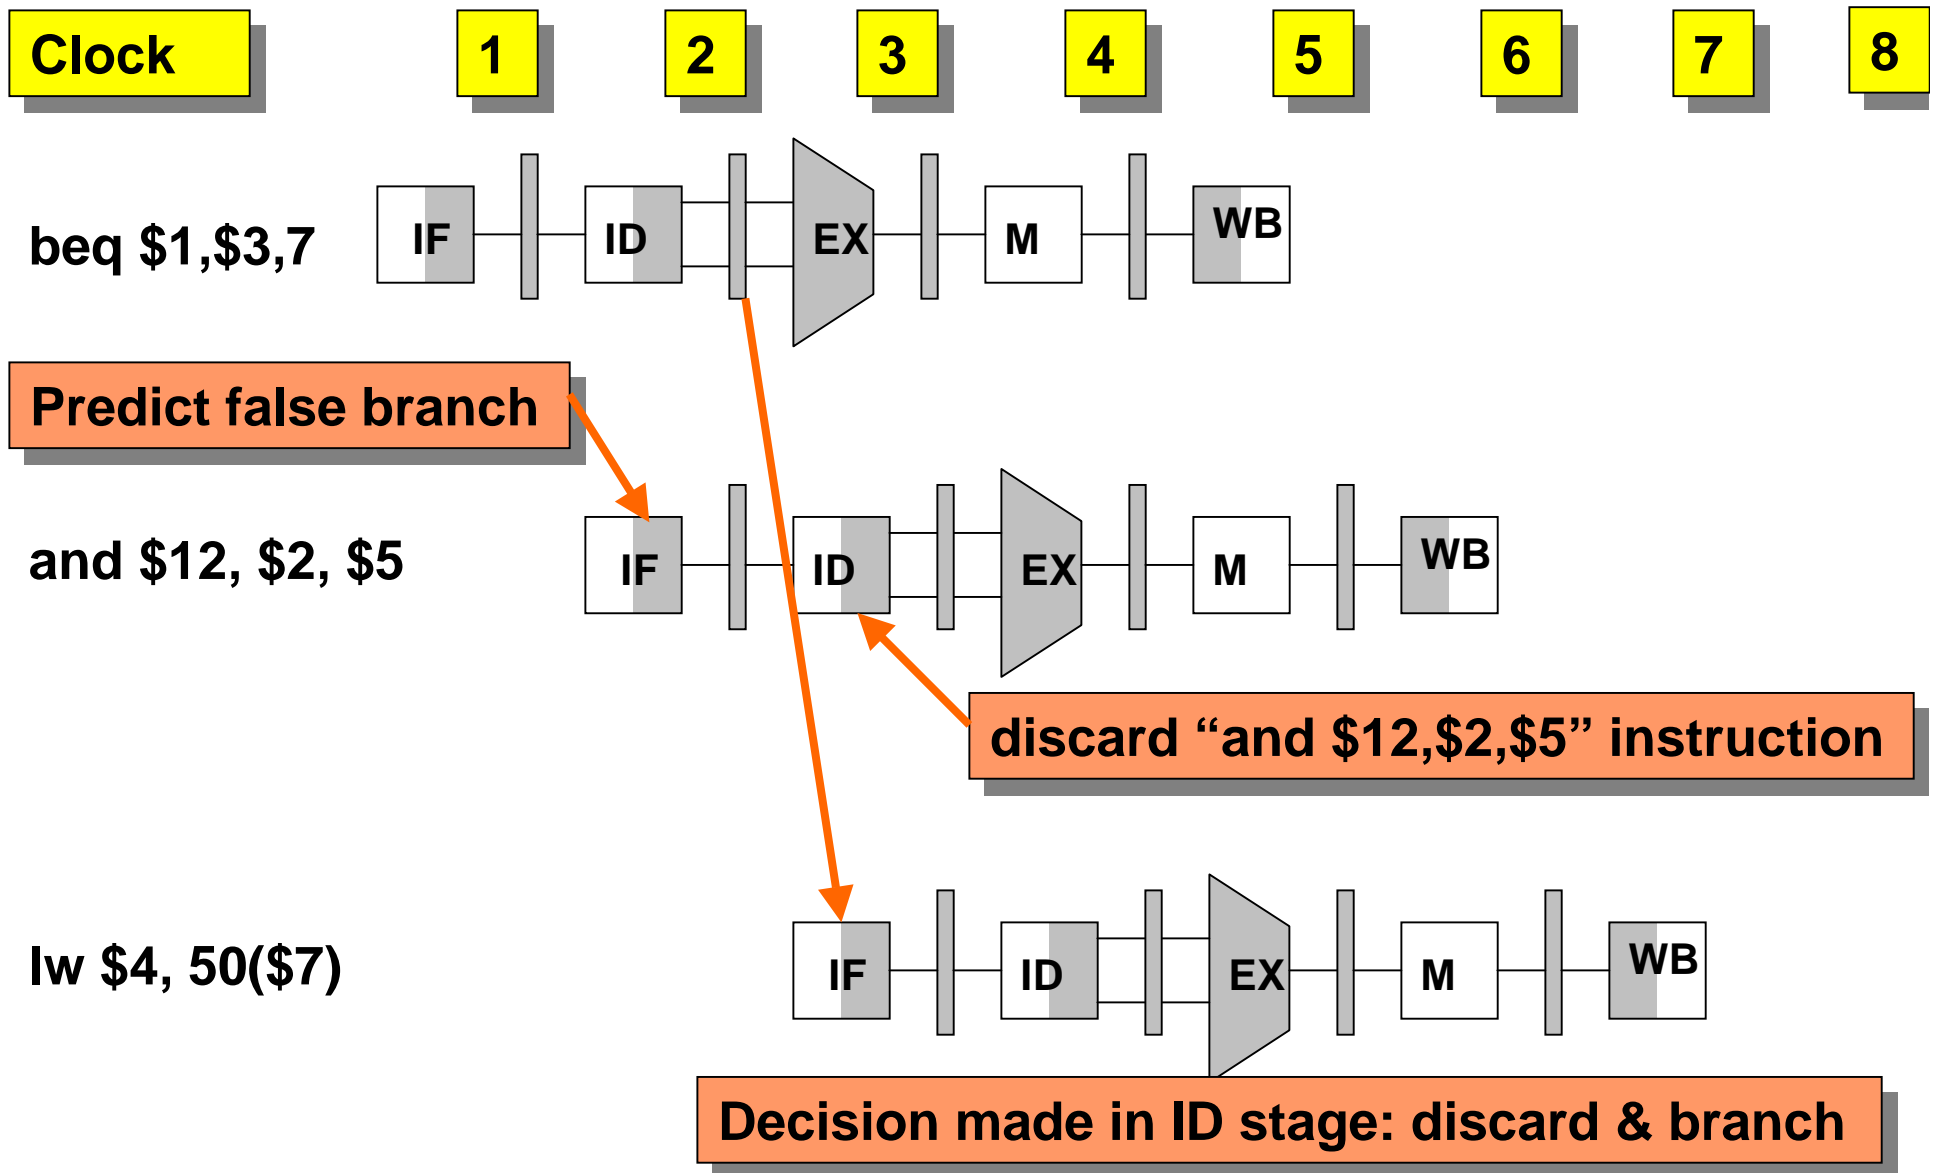 Clock 1 2 3 4 5 6 7 8
beq $1,$3,7 IF ID EX M WB
Predict false branch
and $12, $2, $5 IF ID EX M WB
discard “and $12,$2,$5” instruction
lw $4, 50($7) IF ID EX M WB
Decision made in ID stage: discard & branch